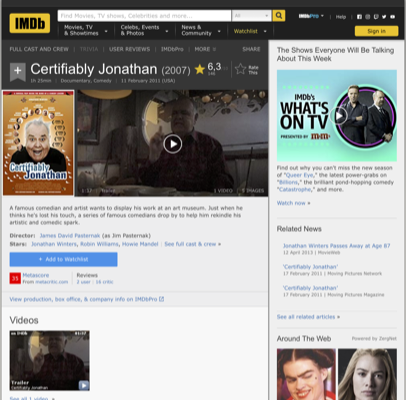 IMDb
Find Movies, TV shows, Celebrities and more...
All
IMDbPro
Help
Movies, TV
& Showtimes
Celebs, Events
& Photos
News &
Community
Watchlist
Sign in
FULL CAST AND CREW | TRIVIA | USER REVIEWS | IMDbPro | MORE
SHARE
Certifiably Jonathan (2007)
6,3
Rate
This
1h 25min | Documentary, Comedy | 11 February 2011 (USA)
Certifiably
Jonathan
1 VIDEO
IMAGES
A famous comedian and artist wants to display his work at an art museum. Just when
he thinks he's lost his touch, a series of famous comedians drop by to help him rekindle his
artistic and comedic spark.
Director: James David Pasternak (as Jim Pasternak)
Stars: Jonathan Winters, Robin Williams, Howie Mandel | See full cast & crew »
+ Add to Watchlist
35
Metascore
From metacritic.com
Reviews
2 user | 16 critic
View production, box office, & company info on IMDbPro
Videos
Trailer
Certifiably Jonathan
See all 1 video »
The Shows Everyone Will Be Talking
About This Week
IMDb's
WHAT'S
ON TV
PRESENTED BY m&m's
Find out why you can't miss the new season
of "Queer Eye," the latest power-grabs on
"Billions," the brilliant pond-hopping comedy
"Catastrophe," and more.
Watch now »
Related News
Jonathan Winters Passes Away at Age 87
12 April 2013 | MovieWeb
'Certifiably Jonathan'
17 February 2011 | Moving Pictures Network
'Certifiably Jonathan'
17 February 2011 | Moving Pictures Magazine
See all related articles »
Around The Web
Powered by ZergNet